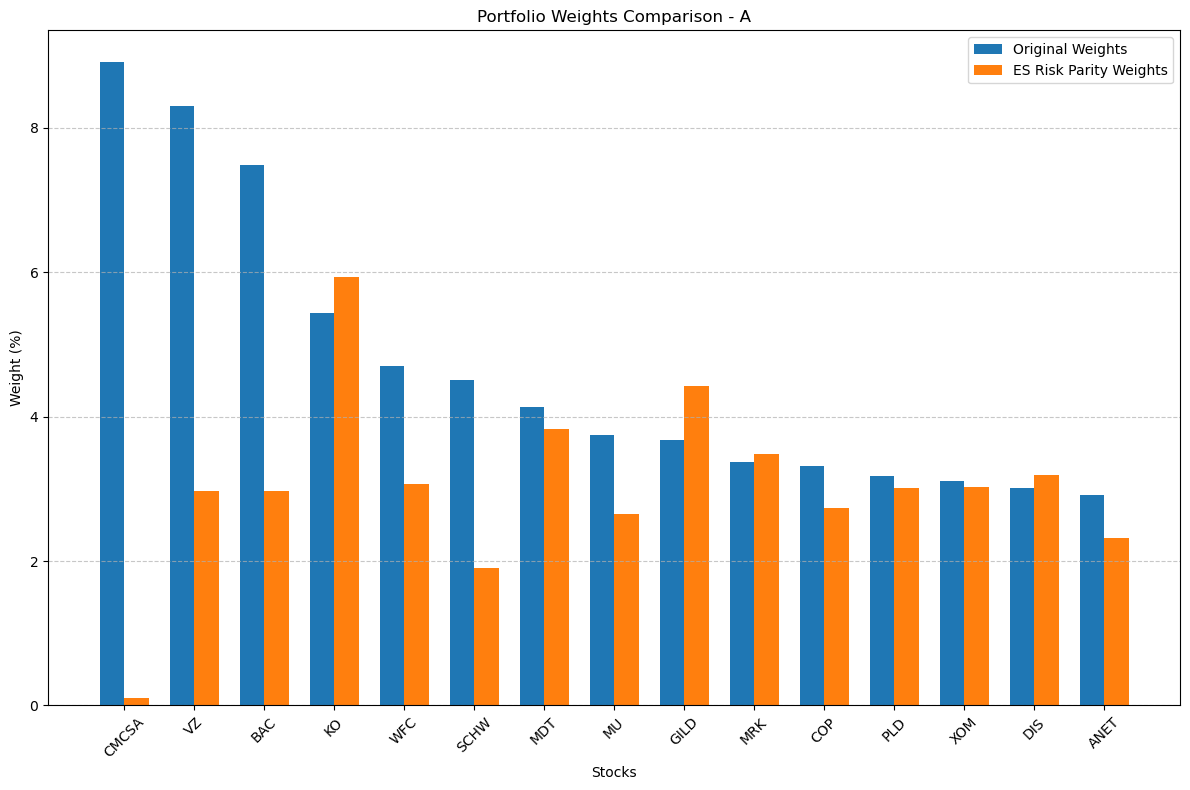 Portfolio Weights Comparison - A
Original Weights
ES Risk Parity Weights
Weight (%)
8
6
4
2
0
CMCSA
VZ
BAC
KO
WFC
SCHW
MDT
MU
GILD
MRK
COP
PLD
XOM
DIS
ANET
Stocks